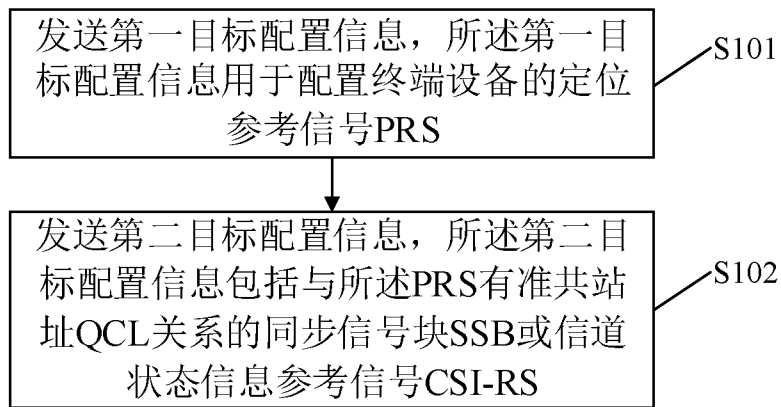 发送第一目标配置信息，所述第一目
标配置信息用于配置终端设备的定位
参考信号PRS
S101
发送第二目标配置信息，所述第二目
标配置信息包括与所述PRS有准共站
址QCL关系的同步信号块SSB或信道
状态信息参考信号CSI-RS
S102